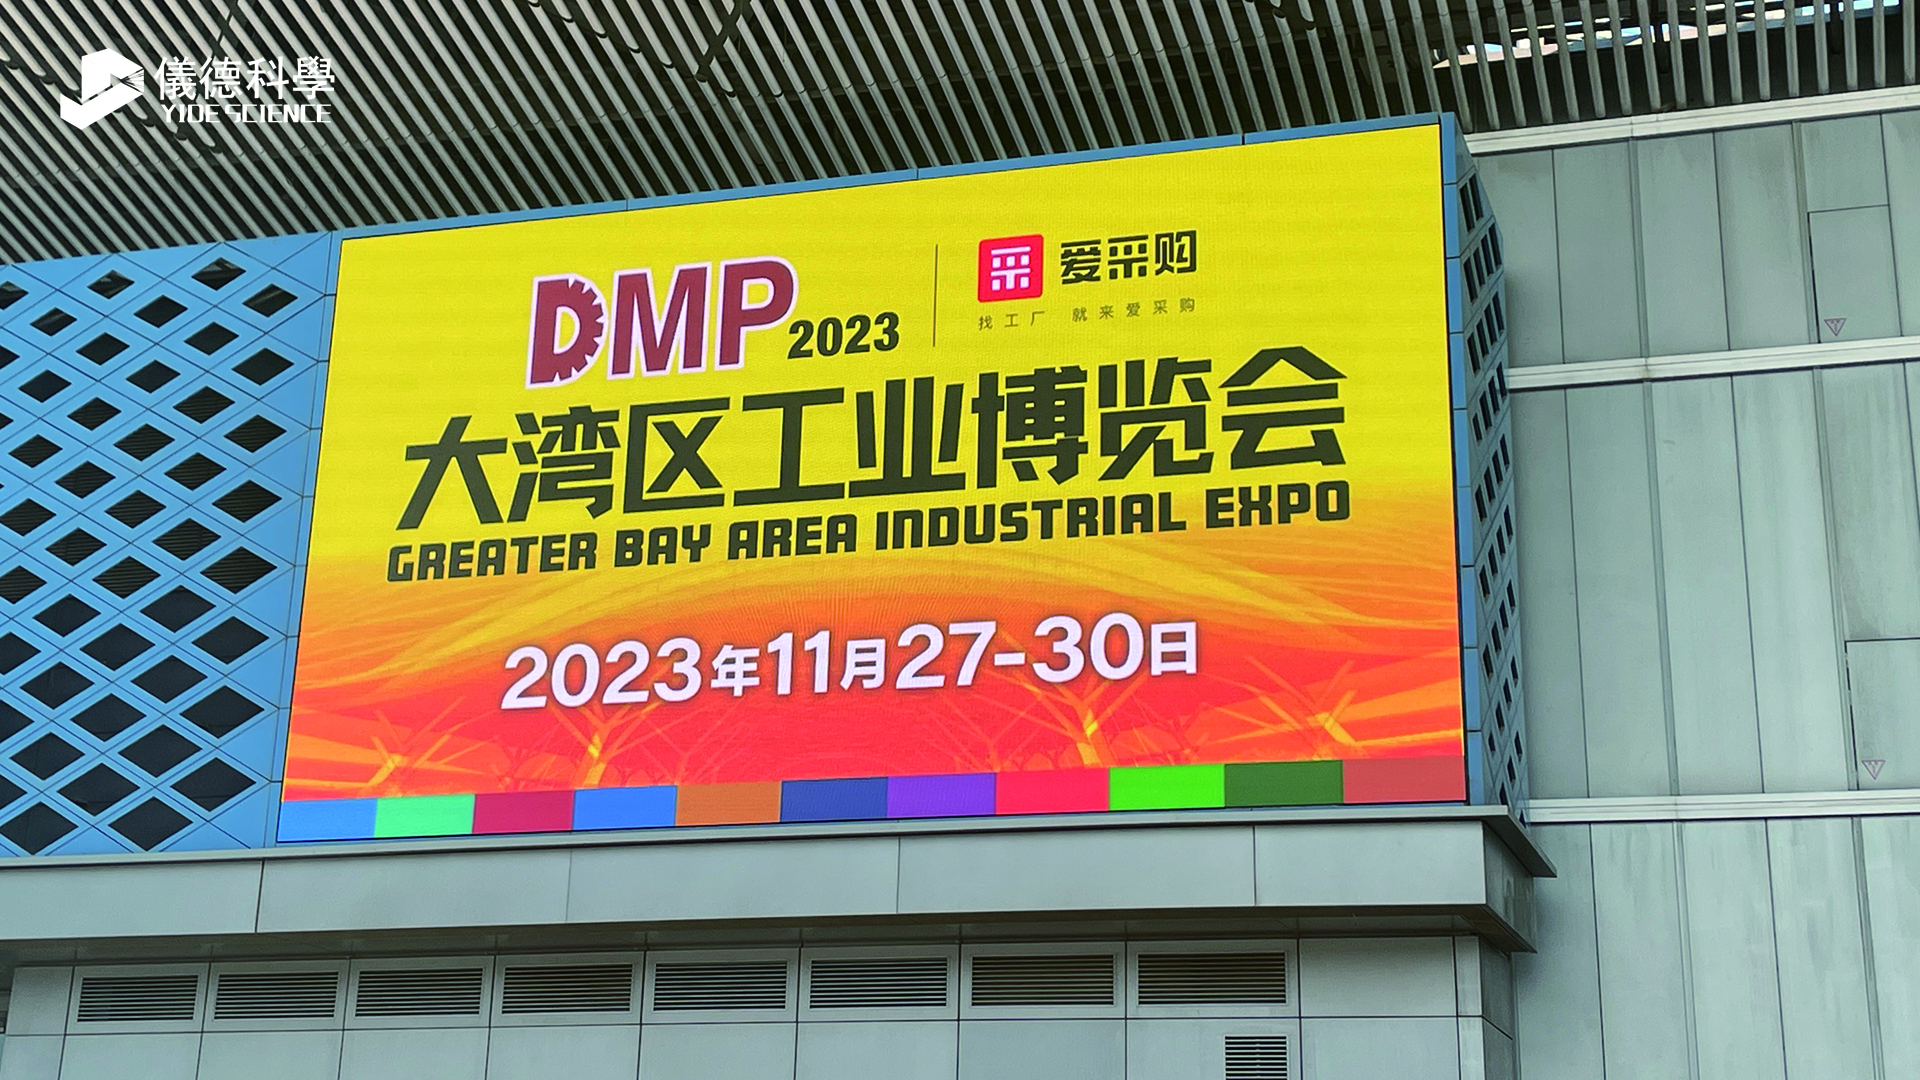 儀德科學
YIDE SCIENCE
DMP 2023
采 爱采购
找工厂 就来爱采购
大湾区工业博览会
GREATER BAY AREA INDUSTRIAL EXPO
2023年11月27-30日